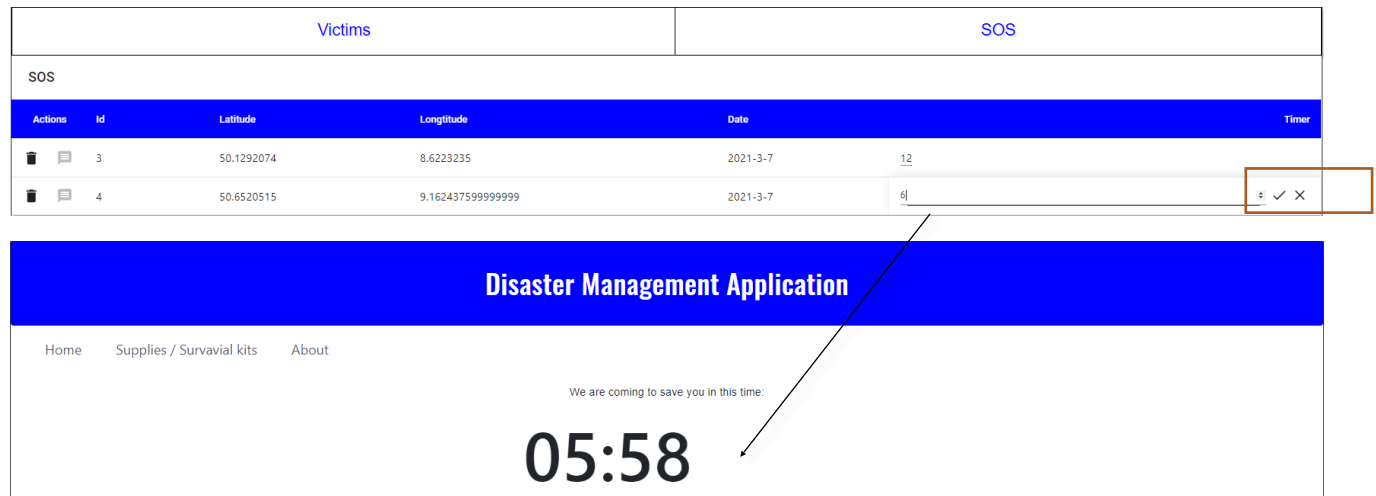 Victims SOS
SOS
Actions Id Latitude Longtitude Date Timer
3 50.1292074 8.6223235 2021-3-7 12
4 50.6520515 9.162437599999999 2021-3-7 6
Disaster Management Application
Home Supplies / Survavial kits About
We are coming to save you in this time:
05:58